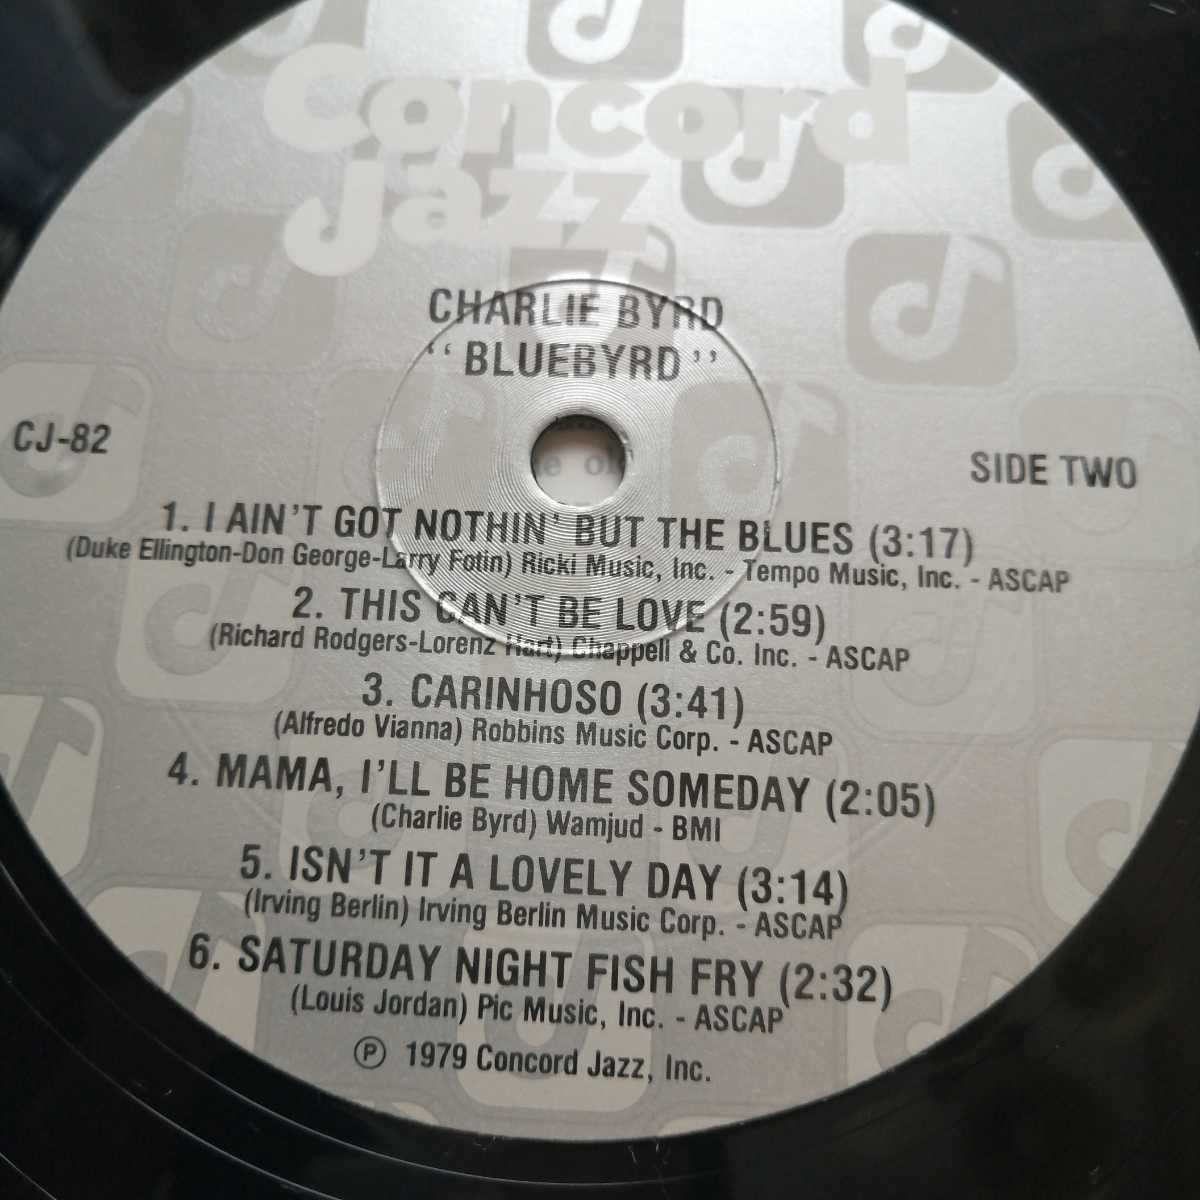 Concord
Jazz
CHARLIE BYRD
“BLUEBYRD”
CJ-82
SIDE TWO
1. I AIN'T GOT NOTHIN' BUT THE BLUES (3:17)
(Duke Ellington-Don George-Larry Fotin) Ricki Music, Inc. - Tempo Music, Inc. - ASCAP
2. THIS CAN'T BE LOVE (2:59)
(Richard Rodgers-Lorenz Hart) Chappell & Co. Inc. - ASCAP
3. CARINHOSO (3:41)
(Alfredo Vianna) Robbins Music Corp. - ASCAP
4. MAMA, I'LL BE HOME SOMEDAY (2:05)
(Charlie Byrd) Wamjud - BMI
5. ISN'T IT A LOVELY DAY (3:14)
(Irving Berlin) Irving Berlin Music Corp. - ASCAP
6. SATURDAY NIGHT FISH FRY (2:32)
(Louis Jordan) Pic Music, Inc. - ASCAP
℗ 1979 Concord Jazz, Inc.